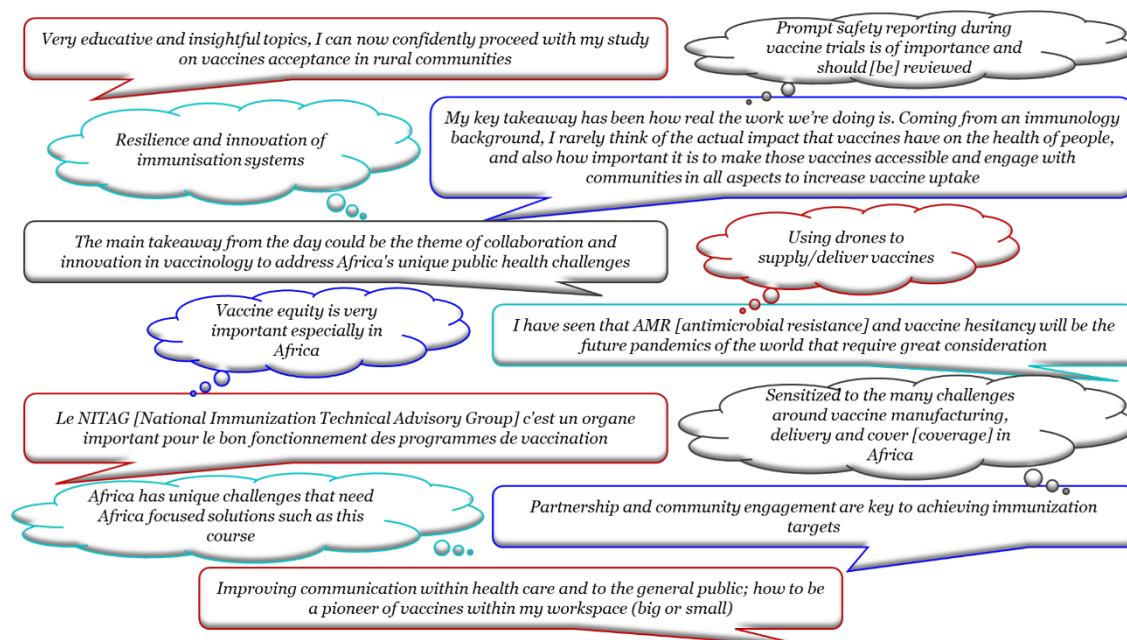 Very educative and insightful topics, I can now confidently proceed with my study
on vaccines acceptance in rural communities
Prompt safety reporting during
vaccine trials is of importance and
should [be] reviewed
Resilience and innovation of
immunisation systems
My key takeaway has been how real the work we're doing is. Coming from an immunology
background, I rarely think of the actual impact that vaccines have on the health of people,
and also how important it is to make those vaccines accessible and engage with
communities in all aspects to increase vaccine uptake
The main takeaway from the day could be the theme of collaboration and
innovation in vaccinology to address Africa's unique public health challenges
Using drones to
supply/deliver vaccines
Vaccine equity is very
important especially in
Africa
I have seen that AMR [antimicrobial resistance] and vaccine hesitancy will be the
future pandemics of the world that require great consideration
Le NITAG [National Immunization Technical Advisory Group] c'est un organe
important pour le bon fonctionnement des programmes de vaccination
Sensitized to the many challenges
around vaccine manufacturing,
delivery and cover [coverage] in
Africa
Africa has unique challenges that need
Africa focused solutions such as this
course
Partnership and community engagement are key to achieving immunization
targets
Improving communication within health care and to the general public; how to be
a pioneer of vaccines within my workspace (big or small)